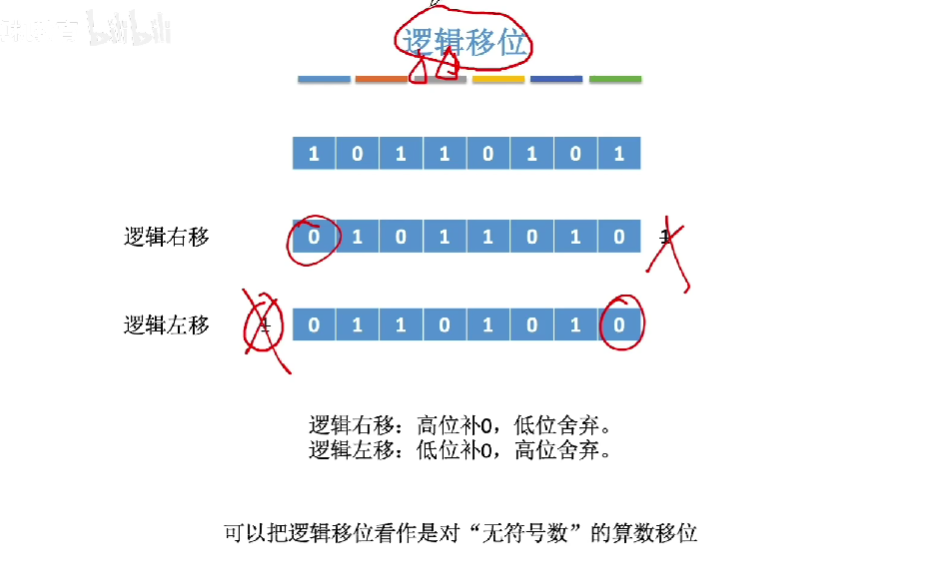 bilibili
逻辑移位
1 0 1 1 0 1 0 1
逻辑右移 0 1 0 1 1 0 1 0 1
逻辑左移 1 0 1 1 0 1 0 1 0
逻辑右移：高位补0，低位舍弃。
逻辑左移：低位补0，高位舍弃。
可以把逻辑移位看作是对“无符号数”的算数移位